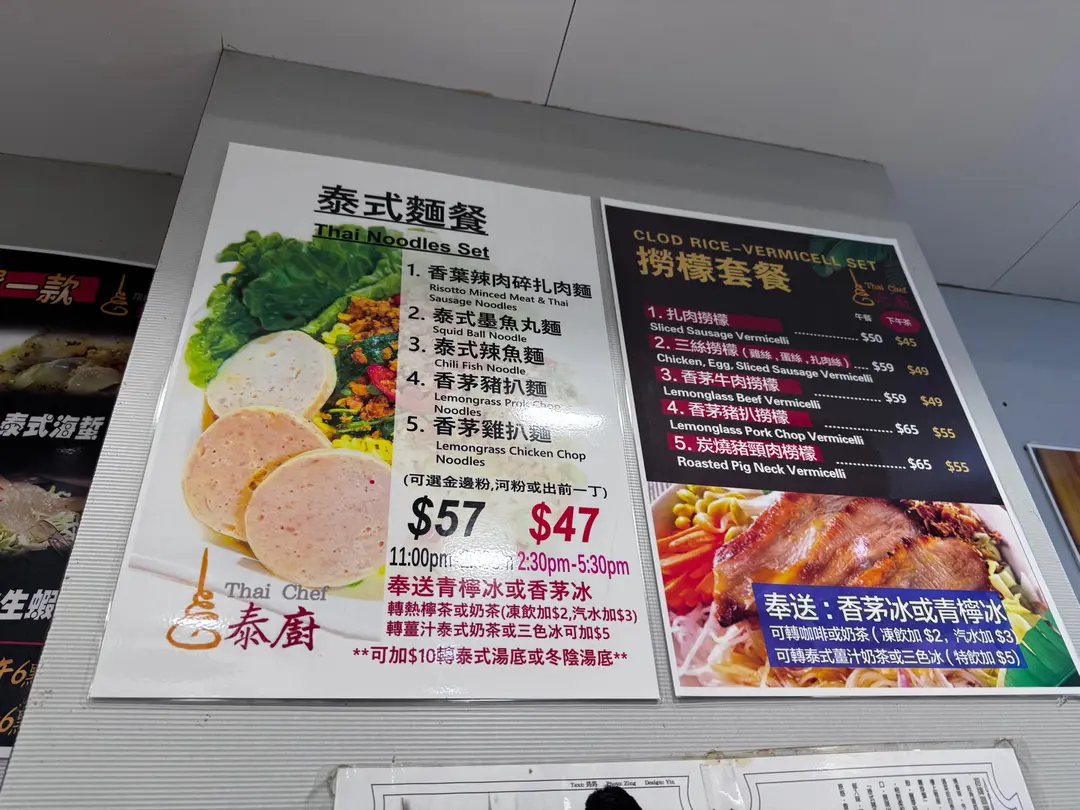 一款
泰式海蜇
生蝦
泰式麵餐
Thai Noodles Set
1. 香葉辣肉碎扎肉麵
Risotto Minced Meat & Thai
Sausage Noodles
2. 泰式墨魚丸麵
Squid Ball Noodle
3. 泰式辣魚麵
Chili Fish Noodle
4. 香茅豬扒麵
Lemongrass Prok Chop
Noodles
5. 香茅雞扒麵
Lemongrass Chicken Chop
Noodles
(可選金邊粉,河粉或出前一丁)
$57 $47
11:00pm- 2:30pm-5:30pm
奉送青檸冰或香茅冰
轉熱檸茶或奶茶(凍飲加$2,汽水加$3)
轉薑汁泰式奶茶或三色冰可加$5
**可加$10轉泰式湯底或冬陰湯底**
Thai Chef
泰廚
CLOD RICE-VERMICELL SET
撈檬套餐
Thai Chef
午餐 下午茶
1. 扎肉撈檬
Sliced Sausage Vermicelli $50 $45
2. 三絲撈檬 (雞絲,蛋絲,扎肉絲)
Chicken, Egg, Sliced Sausage Vermicelli $59 $49
3. 香茅牛肉撈檬
Lemonglass Beef Vermicelli $59 $49
4. 香茅豬扒撈檬
Lemonglass Pork Chop Vermicelli $65 $55
5. 炭燒豬頸肉撈檬
Roasted Pig Neck Vermicelli $65 $55
奉送:香茅冰或青檸冰
可轉咖啡或奶茶(凍飲加 $2, 汽水加 $3)
可轉泰式薑汁奶茶或三色冰(特飲加 $5)
Photo: Zing Design: Yin